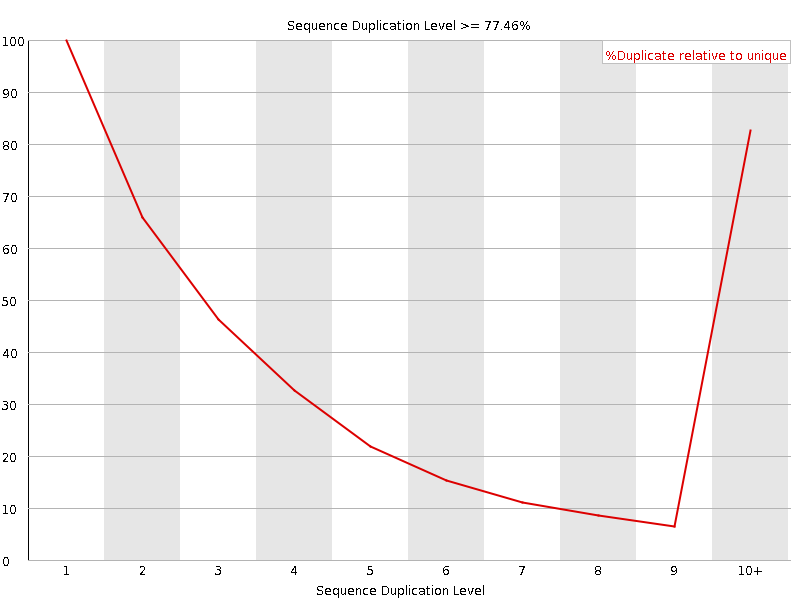 Sequence Duplication Level >= 77.46%
%Duplicate relative to unique
100
90
80
70
60
50
40
30
20
10
0
1 2 3 4 5 6 7 8 9 10+
Sequence Duplication Level